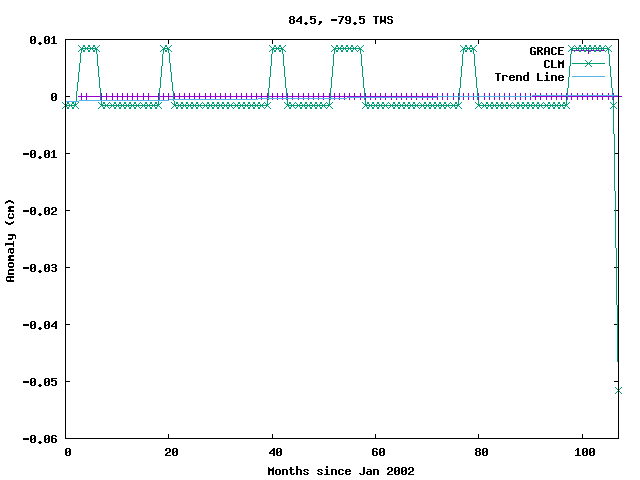 84.5, -79.5 TWS
GRACE
CLM
Trend Line
0.01
0
-0.01
-0.02
-0.03
-0.04
-0.05
-0.06
Anomaly (cm)
0 20 40 60 80 100
Months since Jan 2002